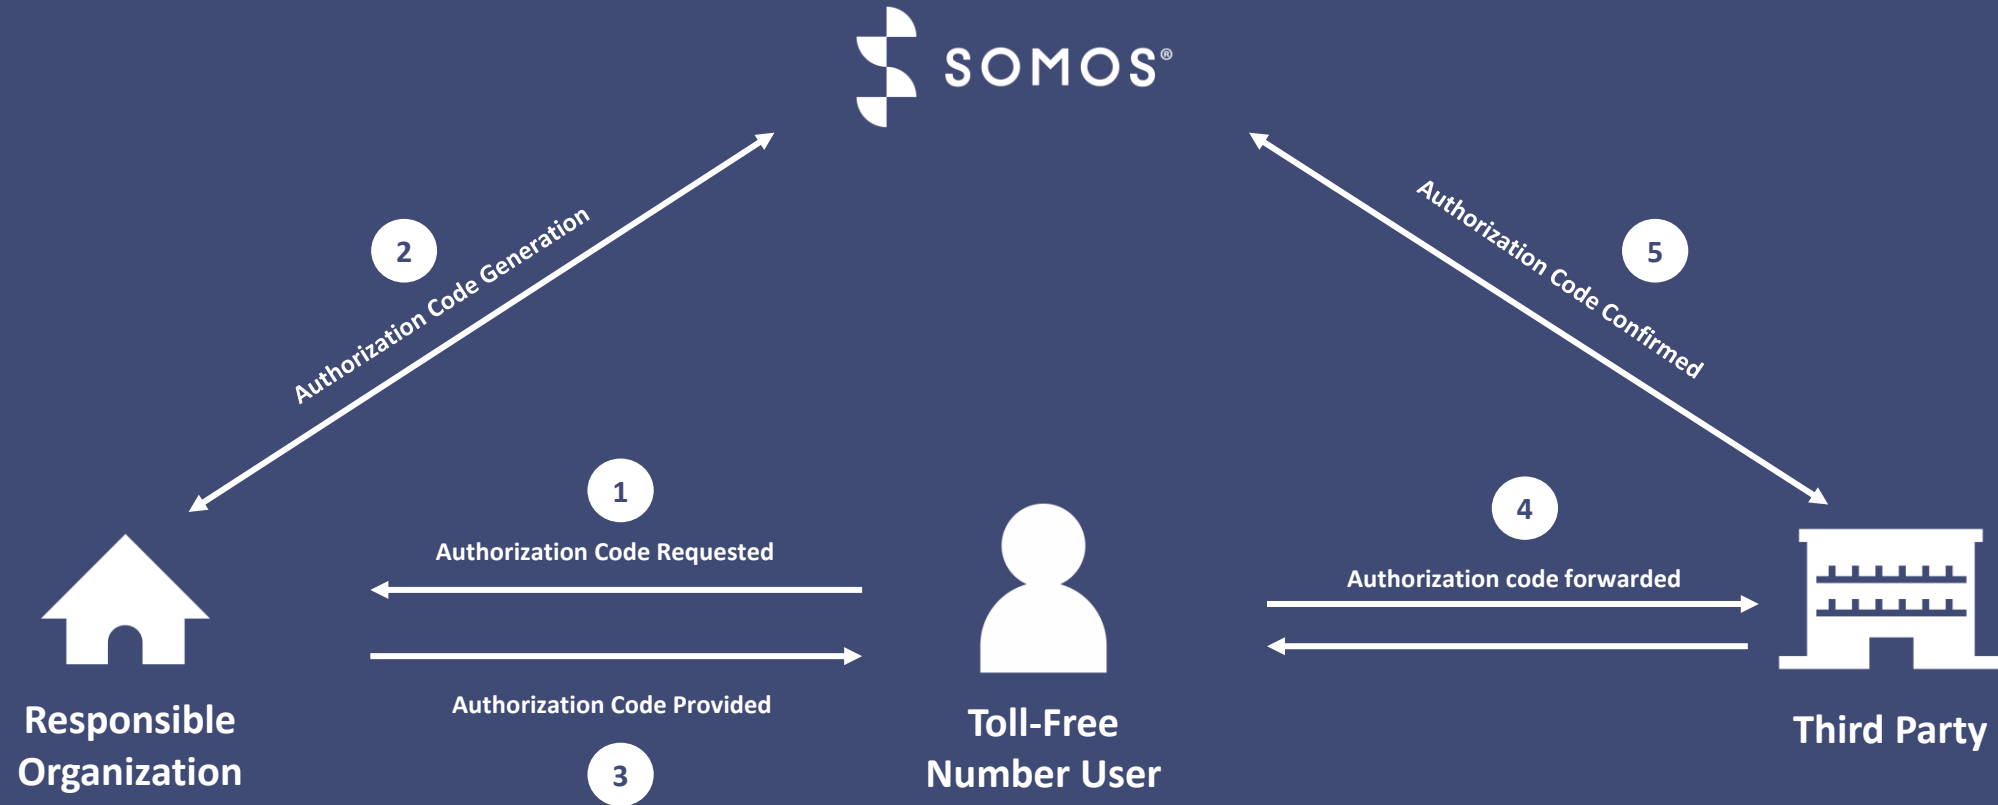 SOMOS®
2
Authorization Code Generation
Authorization Code Confirmed
5
1
Authorization Code Requested
4
Authorization code forwarded
Authorization Code Provided
3
Responsible
Organization
Toll-Free
Number User
Third Party